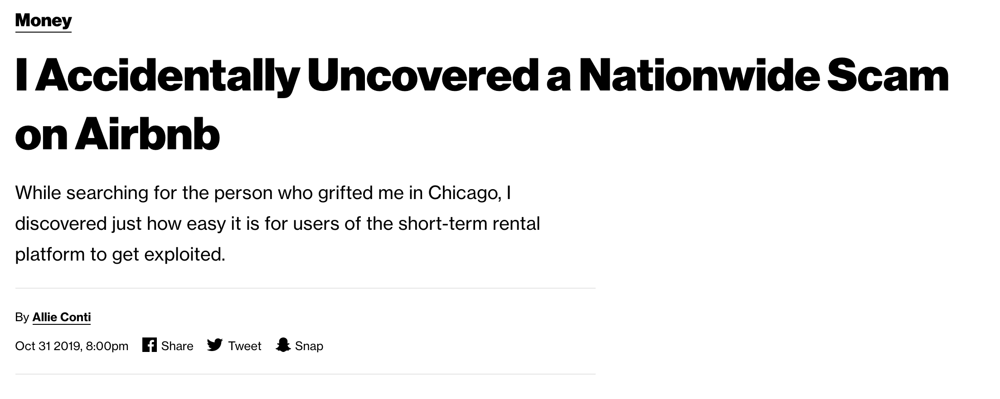 Money
I Accidentally Uncovered a Nationwide Scam
on Airbnb
While searching for the person who grifted me in Chicago, I
discovered just how easy it is for users of the short-term rental
platform to get exploited.
By Allie Conti
Oct 31 2019, 8:00pm Share Tweet Snap